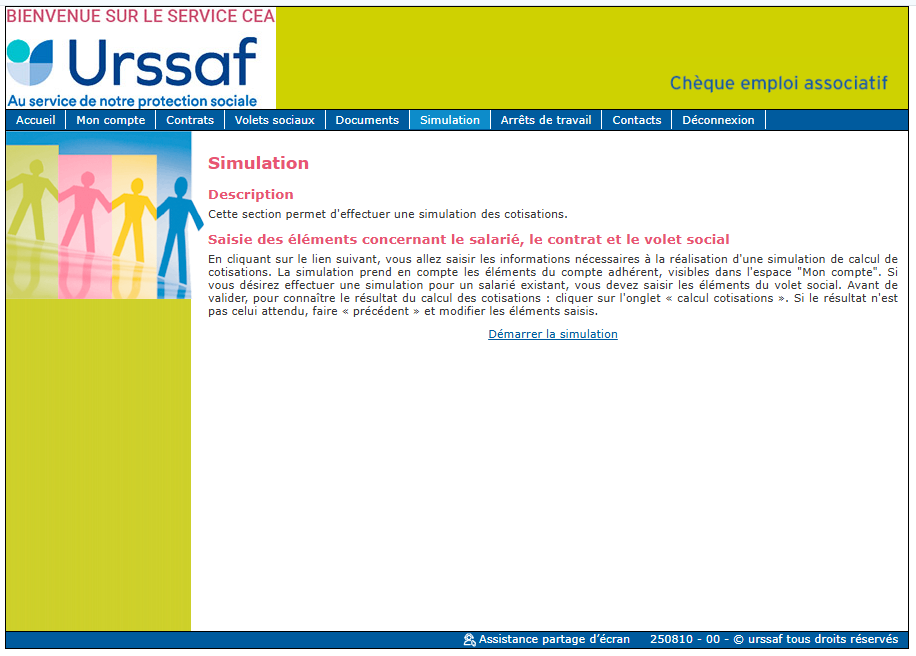 BIENVENUE SUR LE SERVICE CEA
Urssaf
Au service de notre protection sociale
Chèque emploi associatif
Accueil Mon compte Contrats Volets sociaux Documents Simulation Arrêts de travail Contacts Déconnexion
Simulation
Description
Cette section permet d'effectuer une simulation des cotisations.
Saisie des éléments concernant le salarié, le contrat et le volet social
En cliquant sur le lien suivant, vous allez saisir les informations nécessaires à la réalisation d'une simulation de calcul de
cotisations. La simulation prend en compte les éléments du compte adhérent, visibles dans l'espace "Mon compte". Si
vous désirez effectuer une simulation pour un salarié existant, vous devez saisir les éléments du volet social. Avant de
valider, pour connaître le résultat du calcul des cotisations : cliquer sur l'onglet « calcul cotisations ». Si le résultat n'est
pas celui attendu, faire « précédent » et modifier les éléments saisis.
Démarrer la simulation
Assistance partage d’écran 250810 - 00 - © urssaf tous droits réservés